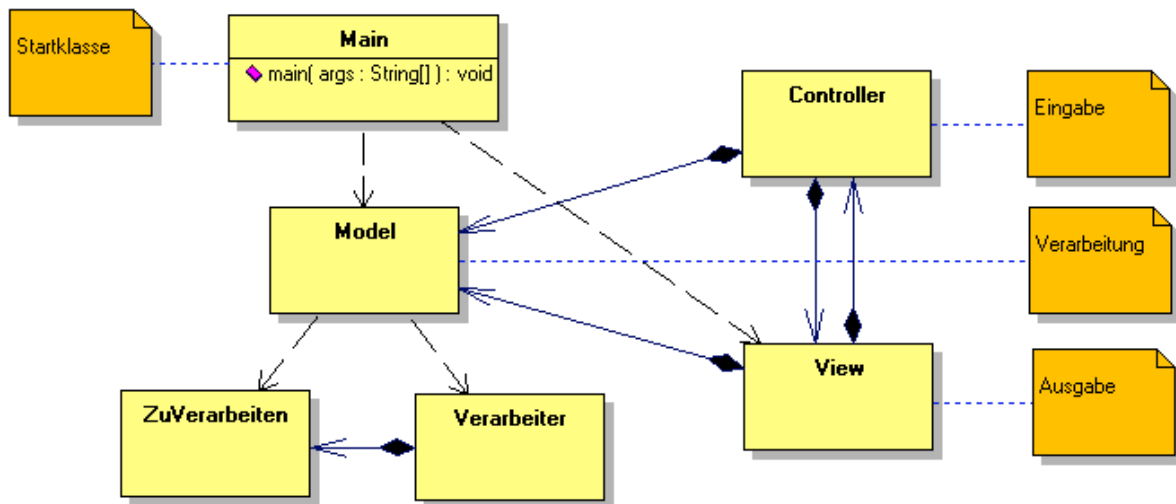 Startklasse
Main
main( args : String[] ) : void
Controller
Eingabe
Model
Verarbeitung
View
Ausgabe
ZuVerarbeiten
Verarbeiter